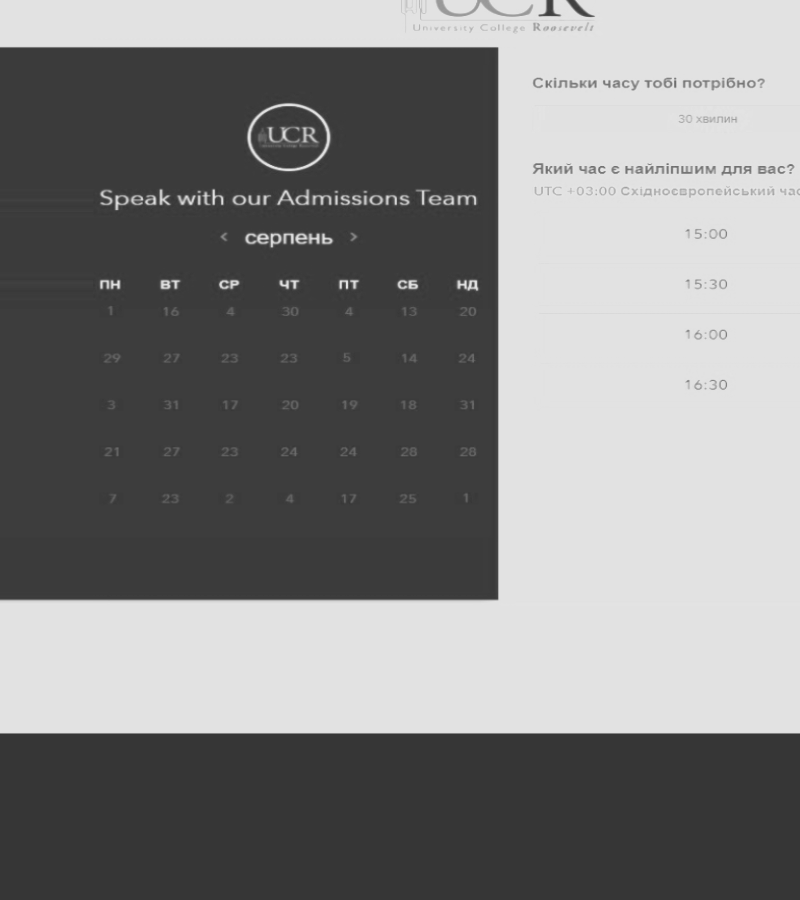 UCR
University College Roosevelt
UCR
Speak with our Admissions Team
< серпень >
ПН ВТ СР ЧТ ПТ СБ НД
1 16 4 30 4 13 20
29 27 23 23 5 14 24
3 31 17 20 19 18 31
21 27 23 24 24 28 28
7 23 2 4 17 25 1
Скільки часу тобі потрібно?
30 хвилин
Який час є найліпшим для вас?
UTC +03:00 Східноєвропейський час
15:00
15:30
16:00
16:30